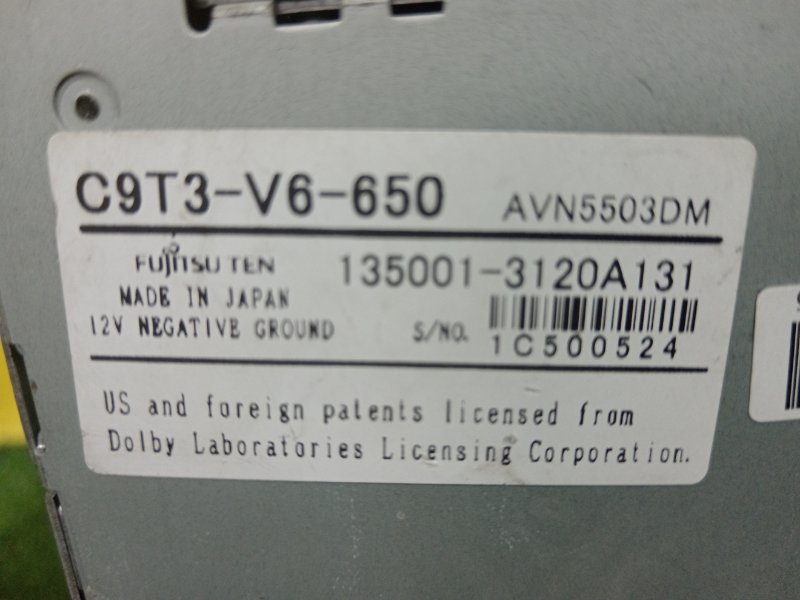 C9T3-V6-650 AVN5503DM
FUJITSU TEN 135001-3120A131
MADE IN JAPAN
12V NEGATIVE GROUND S/NO.
1C500524
US and foreign patents licensed from
Dolby Laboratories Licensing Corporation.